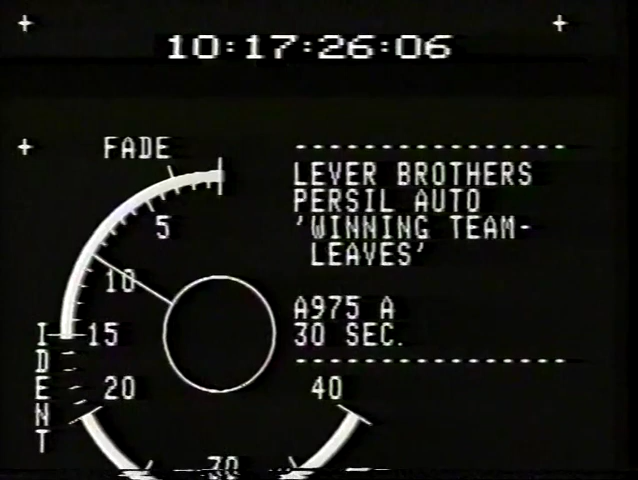 10:17:26:06
FADE
5
10
15
20
30
40
IDENT
LEVER BROTHERS
PERSIL AUTO
'WINNING TEAM-
LEAVES'
A975 A
30 SEC.